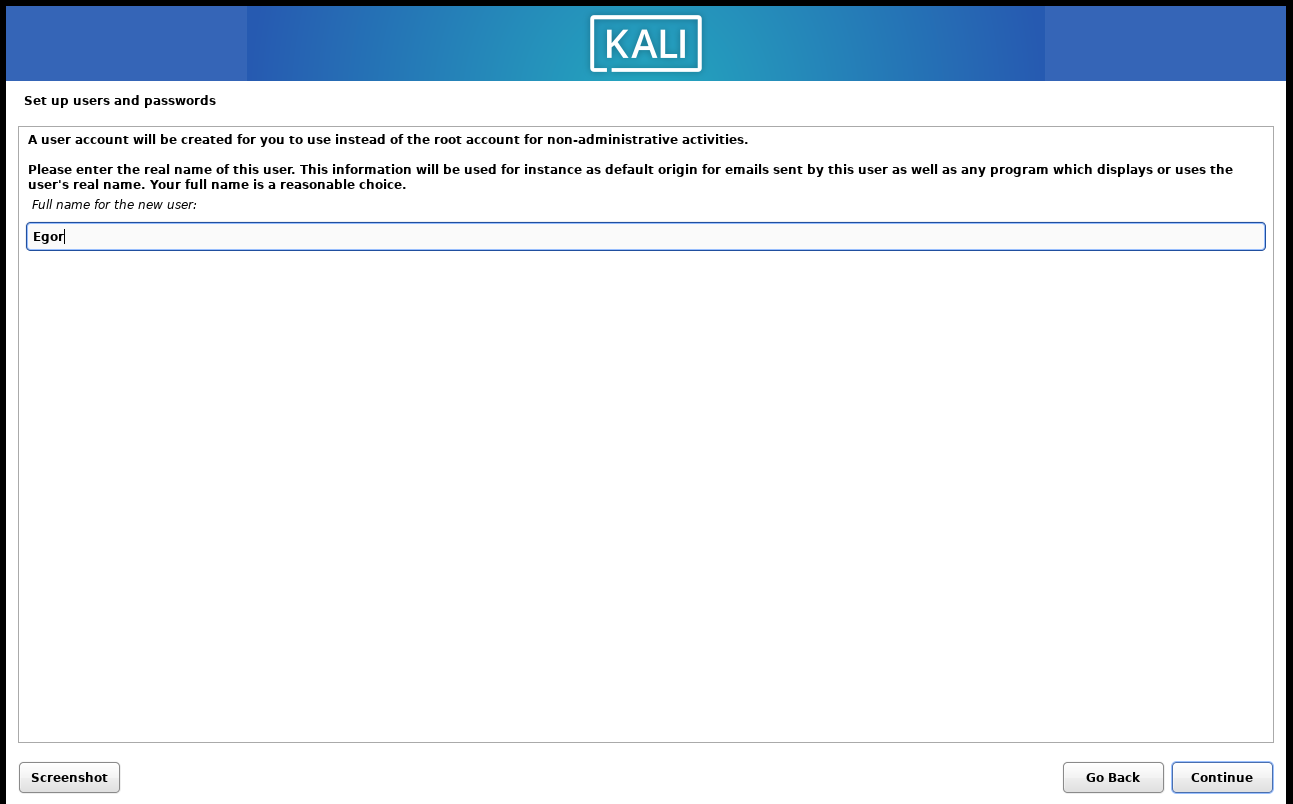 KALI
Set up users and passwords
A user account will be created for you to use instead of the root account for non-administrative activities.
Please enter the real name of this user. This information will be used for instance as default origin for emails sent by this user as well as any program which displays or uses the
user's real name. Your full name is a reasonable choice.
Full name for the new user:
Egor
Screenshot
Go Back
Continue